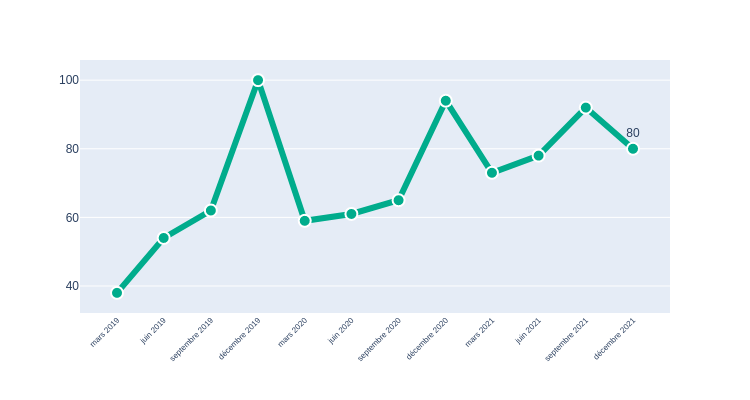 100
80
80
60
40
mars 2019
juin 2019
septembre 2019
décembre 2019
mars 2020
juin 2020
septembre 2020
décembre 2020
mars 2021
juin 2021
septembre 2021
décembre 2021